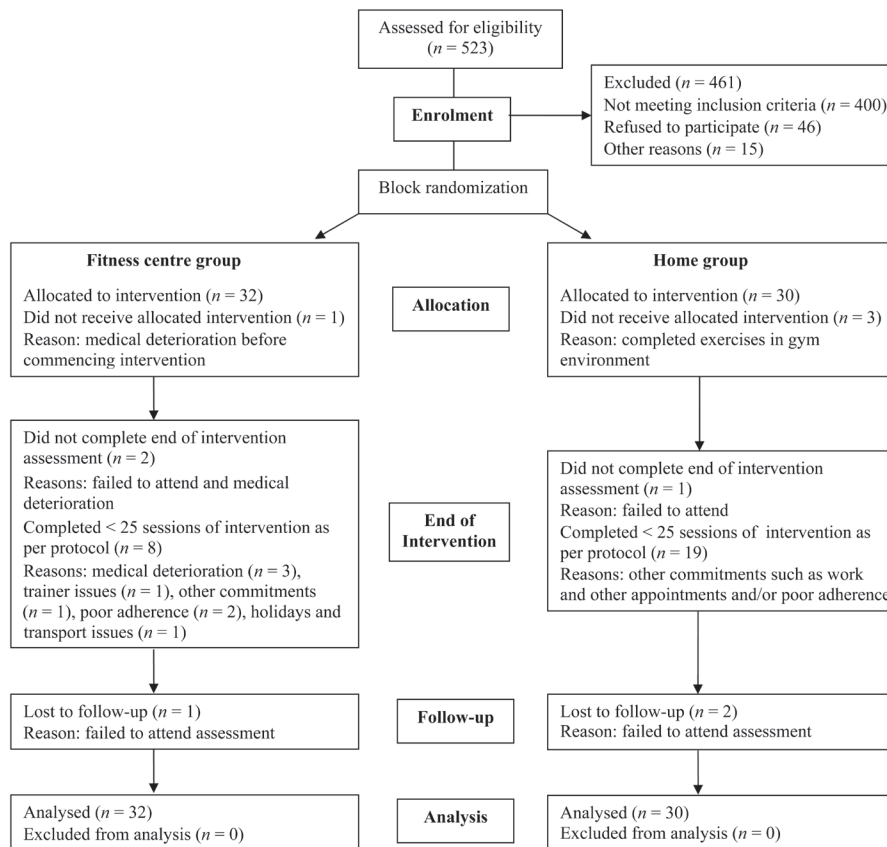 Assessed for eligibility
(n = 523)
Excluded (n = 461)
Not meeting inclusion criteria (n = 400)
Refused to participate (n = 46)
Other reasons (n = 15)
Enrolment
Block randomization
Fitness centre group
Allocated to intervention (n = 32)
Did not receive allocated intervention (n = 1)
Reason: medical deterioration before
commencing intervention
Allocation
Home group
Allocated to intervention (n = 30)
Did not receive allocated intervention (n = 3)
Reason: completed exercises in gym
environment
Did not complete end of intervention
assessment (n = 2)
Reasons: failed to attend and medical
deterioration
Completed < 25 sessions of intervention as
per protocol (n = 8)
Reasons: medical deterioration (n = 3),
trainer issues (n = 1), other commitments
(n = 1), poor adherence (n = 2), holidays and
transport issues (n = 1)
End of
Intervention
Did not complete end of intervention
assessment (n = 1)
Reason: failed to attend
Completed < 25 sessions of intervention as
per protocol (n = 19)
Reasons: other commitments such as work
and other appointments and/or poor adherence
Lost to follow-up (n = 1)
Reason: failed to attend assessment
Follow-up
Lost to follow-up (n = 2)
Reason: failed to attend assessment
Analysed (n = 32)
Excluded from analysis (n = 0)
Analysis
Analysed (n = 30)
Excluded from analysis (n = 0)